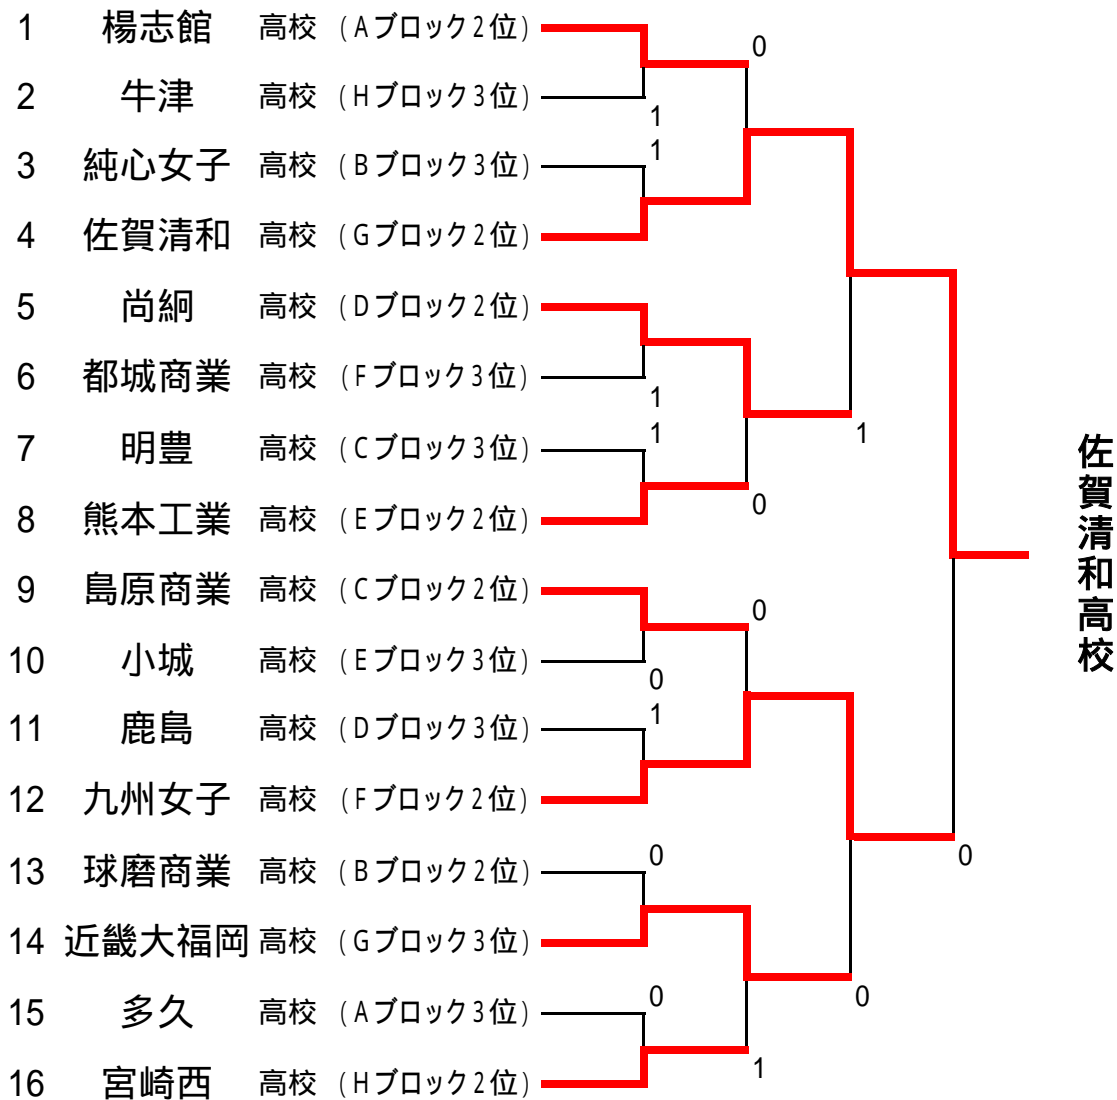 1 楊志館 高校 (Aブロック2位)
0
2 牛津 高校 (Hブロック3位)
1
1
3 純心女子 高校 (Bブロック3位)
4 佐賀清和 高校 (Gブロック2位)
5 尚絅 高校 (Dブロック2位)
6 都城商業 高校 (Fブロック3位)
1
1
1
7 明豊 高校 (Cブロック3位)
0
8 熊本工業 高校 (Eブロック2位)
佐賀清和高校
9 島原商業 高校 (Cブロック2位)
0
10 小城 高校 (Eブロック3位)
0
1
11 鹿島 高校 (Dブロック3位)
12 九州女子 高校 (Fブロック2位)
0
0
13 球磨商業 高校 (Bブロック2位)
14 近畿大福岡 高校 (Gブロック3位)
0
0
15 多久 高校 (Aブロック3位)
1
16 宮崎西 高校 (Hブロック2位)